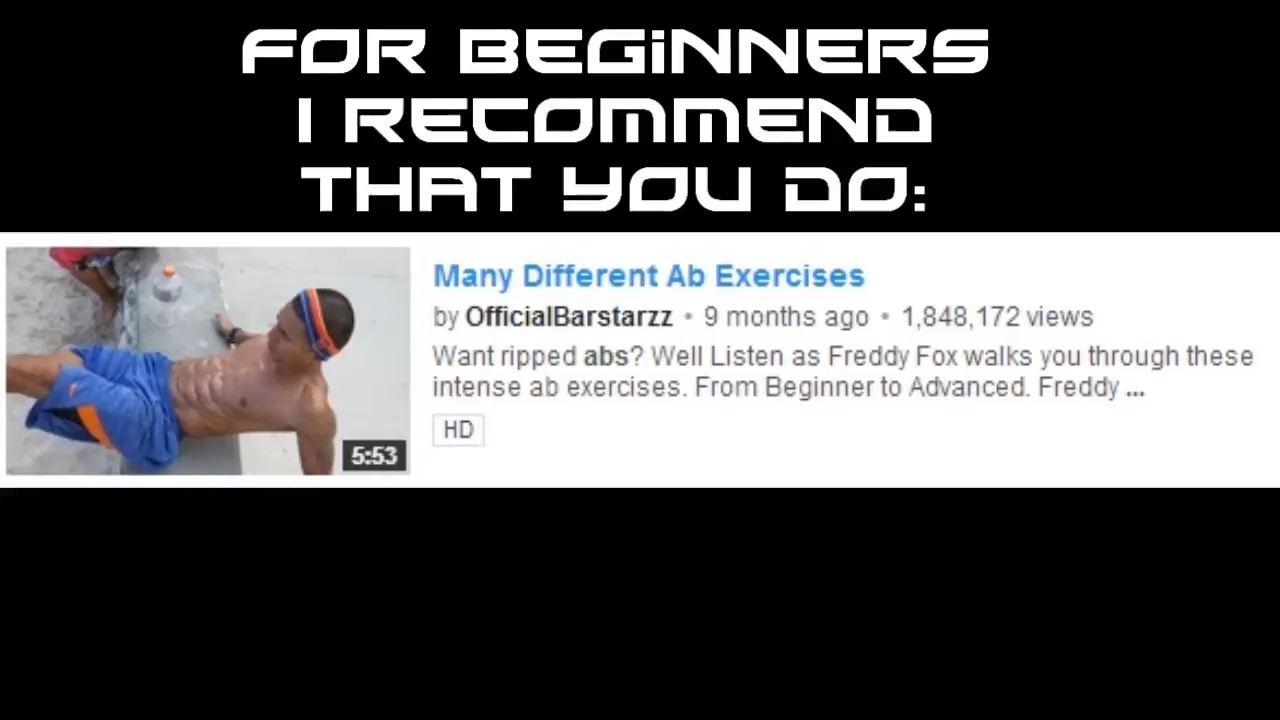 FOR BEGINNERS
I RECOMMEND
THAT YOU DO:
Many Different Ab Exercises
by OfficialBarstarzz • 9 months ago • 1,848,172 views
Want ripped abs? Well Listen as Freddy Fox walks you through these
intense ab exercises. From Beginner to Advanced. Freddy ...
HD
5:53